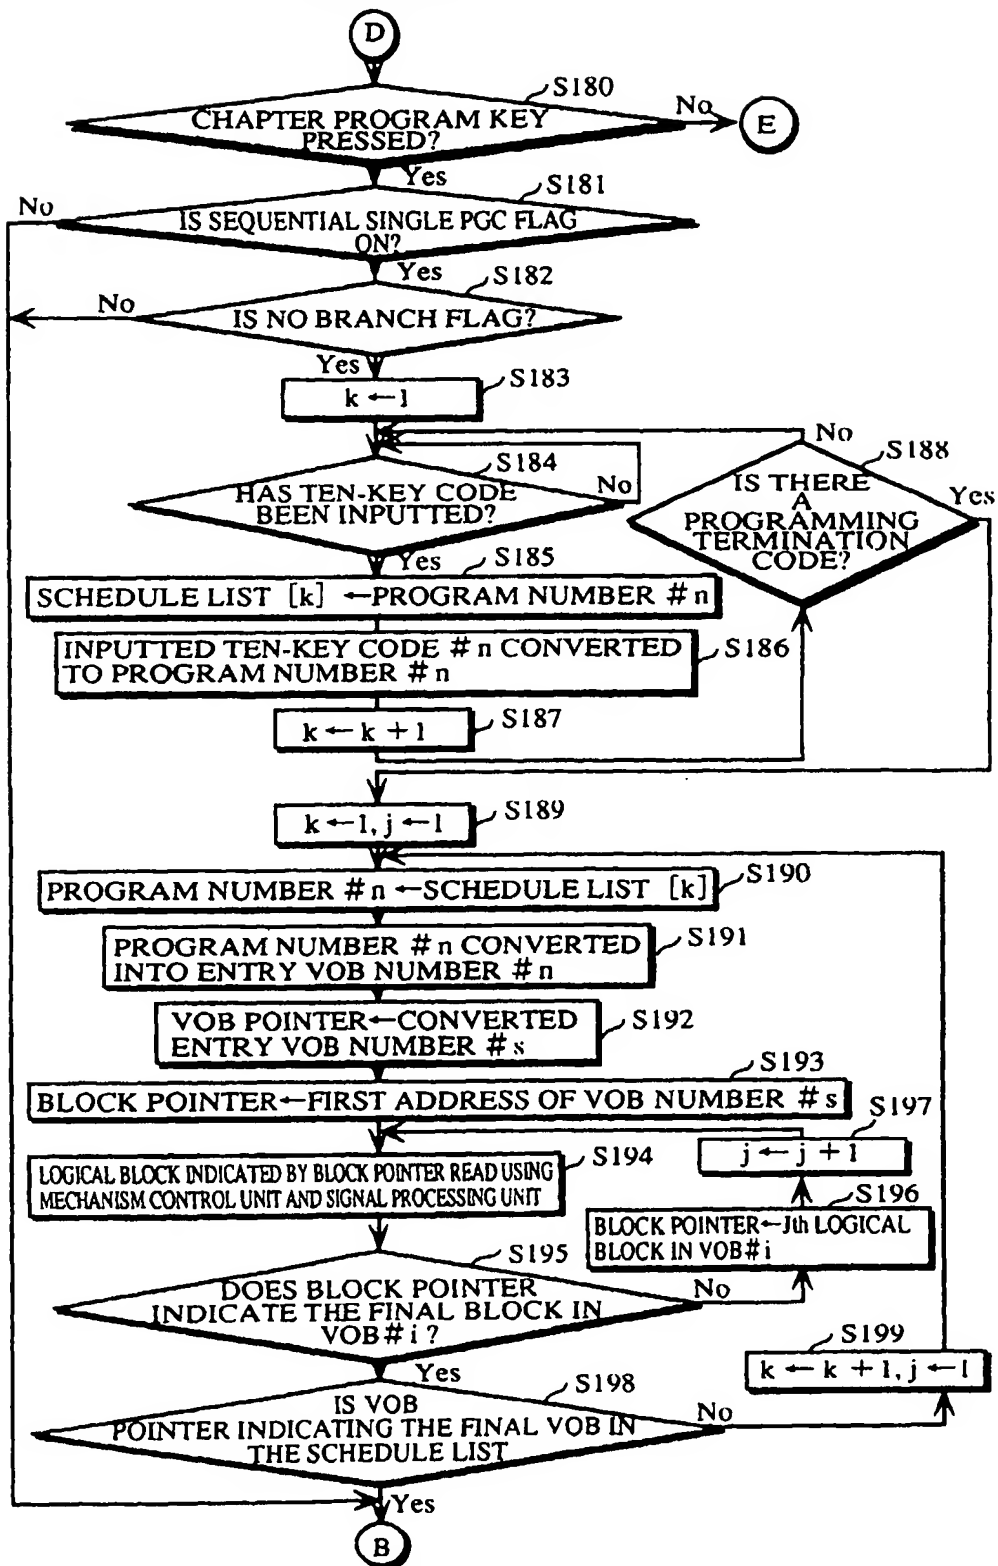 D
S180
CHAPTER PROGRAM KEY
PRESSED?
No
E
Yes
S181
No
IS SEQUENTIAL SINGLE PGC FLAG
ON?
Yes
S182
No
IS NO BRANCH FLAG?
Yes
S183
k ← 1
No
S188
S184
HAS TEN-KEY CODE
BEEN INPUTTED?
No
IS THERE
A
PROGRAMMING
TERMINATION
CODE?
Yes
Yes
S185
SCHEDULE LIST [k] ← PROGRAM NUMBER #n
INPUTTED TEN-KEY CODE #n CONVERTED
TO PROGRAM NUMBER #n
S186
S187
k ← k + 1
S189
k ← 1, j ← 1
PROGRAM NUMBER #n ← SCHEDULE LIST [k]
S190
PROGRAM NUMBER #n CONVERTED
INTO ENTRY VOB NUMBER #n
S191
VOB POINTER ← CONVERTED
ENTRY VOB NUMBER #s
S192
S193
BLOCK POINTER ← FIRST ADDRESS OF VOB NUMBER #s
S197
j ← j + 1
LOGICAL BLOCK INDICATED BY BLOCK POINTER READ USING
MECHANISM CONTROL UNIT AND SIGNAL PROCESSING UNIT
S194
S196
BLOCK POINTER ← Jth LOGICAL
BLOCK IN VOB#i
S195
DOES BLOCK POINTER
INDICATE THE FINAL BLOCK IN
VOB#i?
No
S199
k ← k + 1, j ← 1
Yes
S198
IS VOB
POINTER INDICATING THE FINAL VOB IN
THE SCHEDULE LIST
No
Yes
B